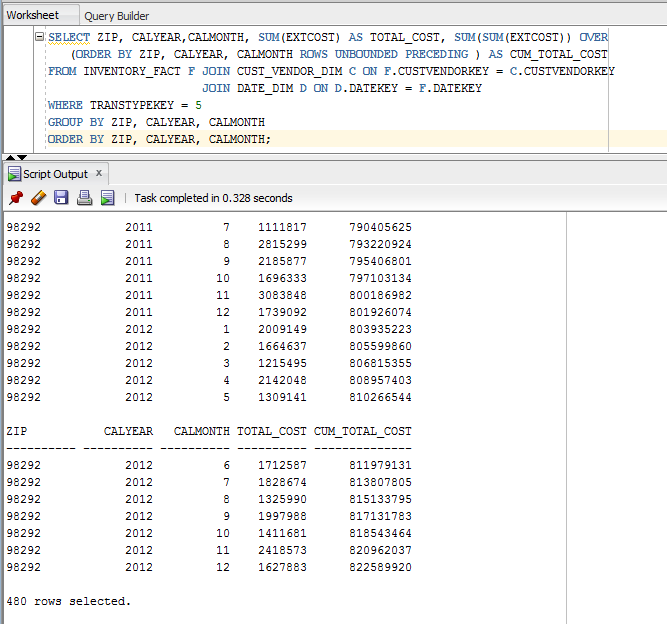 Worksheet Query Builder
SELECT ZIP, CALYEAR,CALMONTH, SUM(EXTCOST) AS TOTAL_COST, SUM(SUM(EXTCOST)) OVER
(ORDER BY ZIP, CALYEAR, CALMONTH ROWS UNBOUNDED PRECEDING ) AS CUM_TOTAL_COST
FROM INVENTORY_FACT F JOIN CUST_VENDOR_DIM C ON F.CUSTVENDORKEY = C.CUSTVENDORKEY
JOIN DATE_DIM D ON D.DATEKEY = F.DATEKEY
WHERE TRANSTYPEKEY = 5
GROUP BY ZIP, CALYEAR, CALMONTH
ORDER BY ZIP, CALYEAR, CALMONTH;
Script Output x
Task completed in 0.328 seconds
98292 2011 7 1111817 790405625
98292 2011 8 2815299 793220924
98292 2011 9 2185877 795406801
98292 2011 10 1696333 797103134
98292 2011 11 3083848 800186982
98292 2011 12 1739092 801926074
98292 2012 1 2009149 803935223
98292 2012 2 1664637 805599860
98292 2012 3 1215495 806815355
98292 2012 4 2142048 808957403
98292 2012 5 1309141 810266544
ZIP CALYEAR CALMONTH TOTAL_COST CUM_TOTAL_COST
---------- ---------- ---------- ---------- --------------
98292 2012 6 1712587 811979131
98292 2012 7 1828674 813807805
98292 2012 8 1325990 815133795
98292 2012 9 1997988 817131783
98292 2012 10 1411681 818543464
98292 2012 11 2418573 820962037
98292 2012 12 1627883 822589920
480 rows selected.